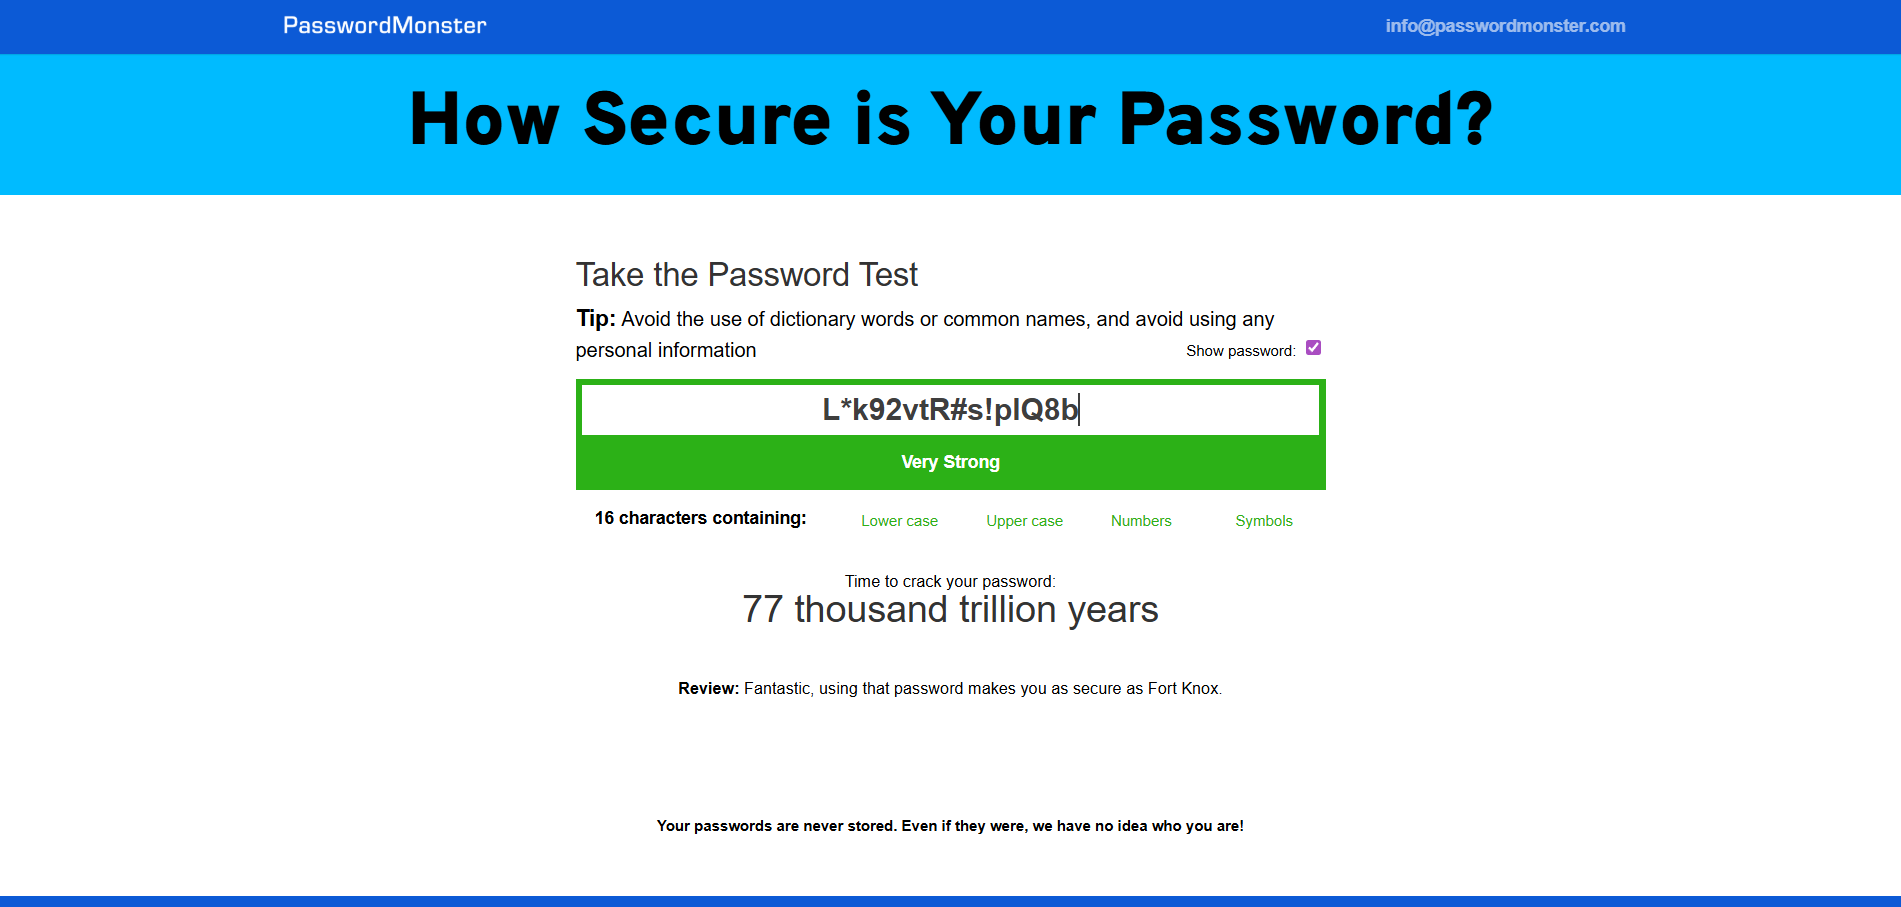 PasswordMonster
info@passwordmonster.com
How Secure is Your Password?
Take the Password Test
Tip: Avoid the use of dictionary words or common names, and avoid using any
personal information
Show password:
L*k92vtR#s!plQ8b
Very Strong
16 characters containing: Lower case Upper case Numbers Symbols
Time to crack your password:
77 thousand trillion years
Review: Fantastic, using that password makes you as secure as Fort Knox.
Your passwords are never stored. Even if they were, we have no idea who you are!